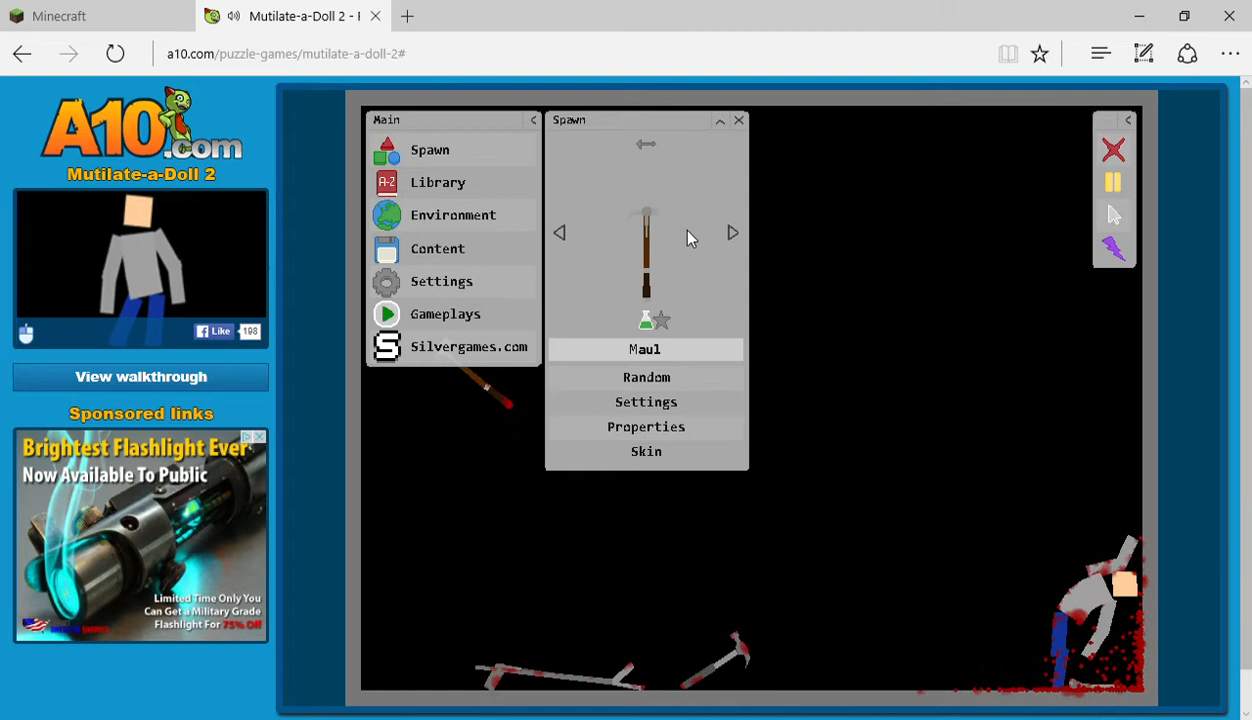 Minecraft
Mutilate-a-Doll 2 - F
a10.com/puzzle-games/mutilate-a-doll-2#
A10
.com
Mutilate-a-Doll 2
Like
198
View walkthrough
Sponsored links
Brightest Flashlight Ever
Now Available To Public
Limited Time Only You
Can Get a Military Grade
Flashlight For 75% Off
Main
Spawn
A-Z
Library
Environment
Content
Settings
Gameplays
S
Silvergames.com
Spawn
Maul
Random
Settings
Properties
Skin